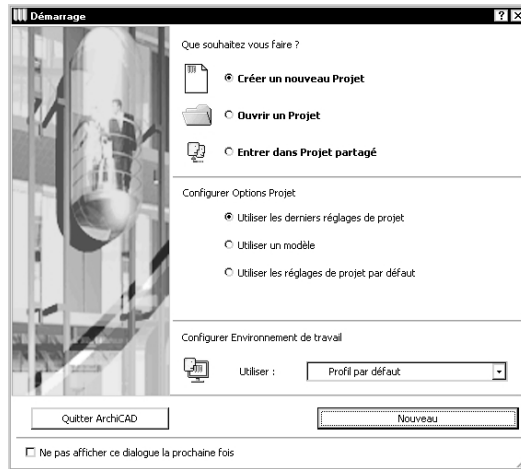 Démarrage
Que souhaitez vous faire ?
Créer un nouveau Projet
Ouvrir un Projet
Entrer dans Projet partagé
Configurer Options Projet
Utiliser les derniers réglages de projet
Utiliser un modèle
Utiliser les réglages de projet par défaut
Configurer Environnement de travail
Utiliser : Profil par défaut
Quitter ArchiCAD Nouveau
Ne pas afficher ce dialogue la prochaine fois